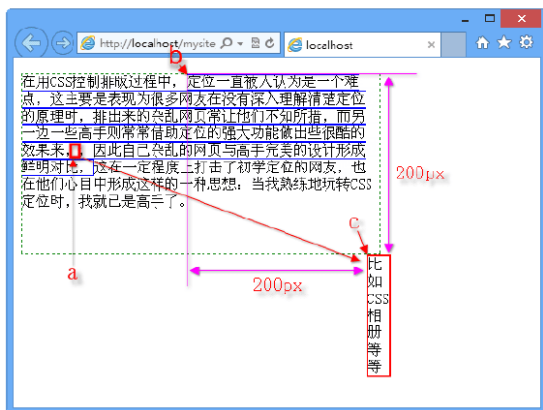 http://localhost/mysite
localhost
b
在用CSS控制排版过程中，定位一直被人认为是一个难
点，这主要是表现为很多网友在没有深入理解清楚定位
的原理时，排出来的杂乱网页常让他们不知所措，而另
一边一些高手则常常借助定位的强大功能做出些很酷的
效果来，因此自己杂乱的网页与高手完美的设计形成
鲜明对比，这在一定程度上打击了初学定位的网友，也
在他们心目中形成这样的一种思想：当我熟练地玩转CSS
定位时，我就已是高手了。
200px
c
a
200px
比
如
CSS
相
册
等
等